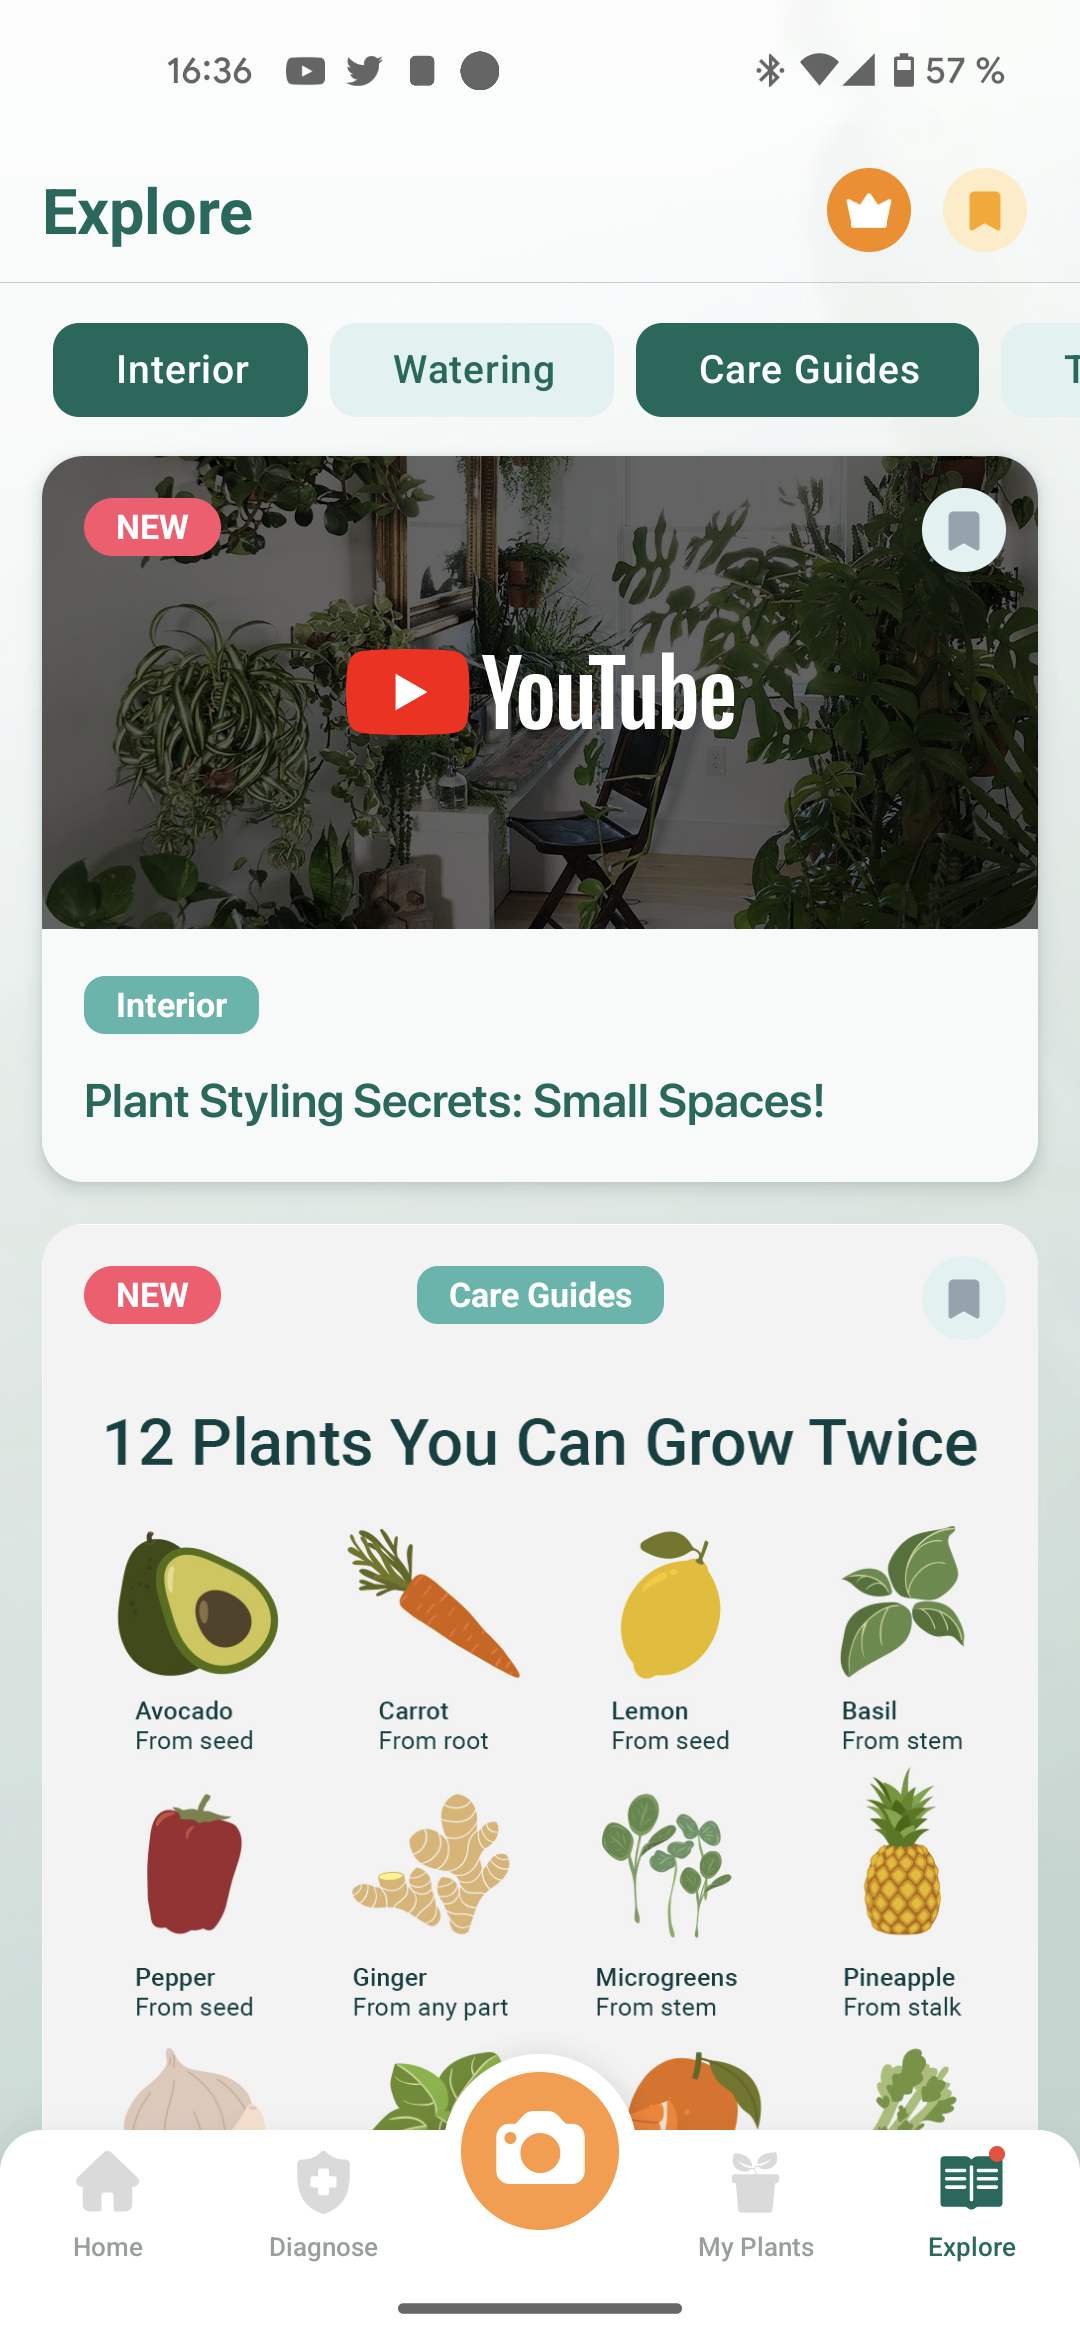 16:36
57 %
Explore
Interior
Watering
Care Guides
T
NEW
YouTube
Interior
Plant Styling Secrets: Small Spaces!
NEW
Care Guides
12 Plants You Can Grow Twice
Avocado
From seed
Carrot
From root
Lemon
From seed
Basil
From stem
Pepper
From seed
Ginger
From any part
Microgreens
From stem
Pineapple
From stalk
Home
Diagnose
My Plants
Explore